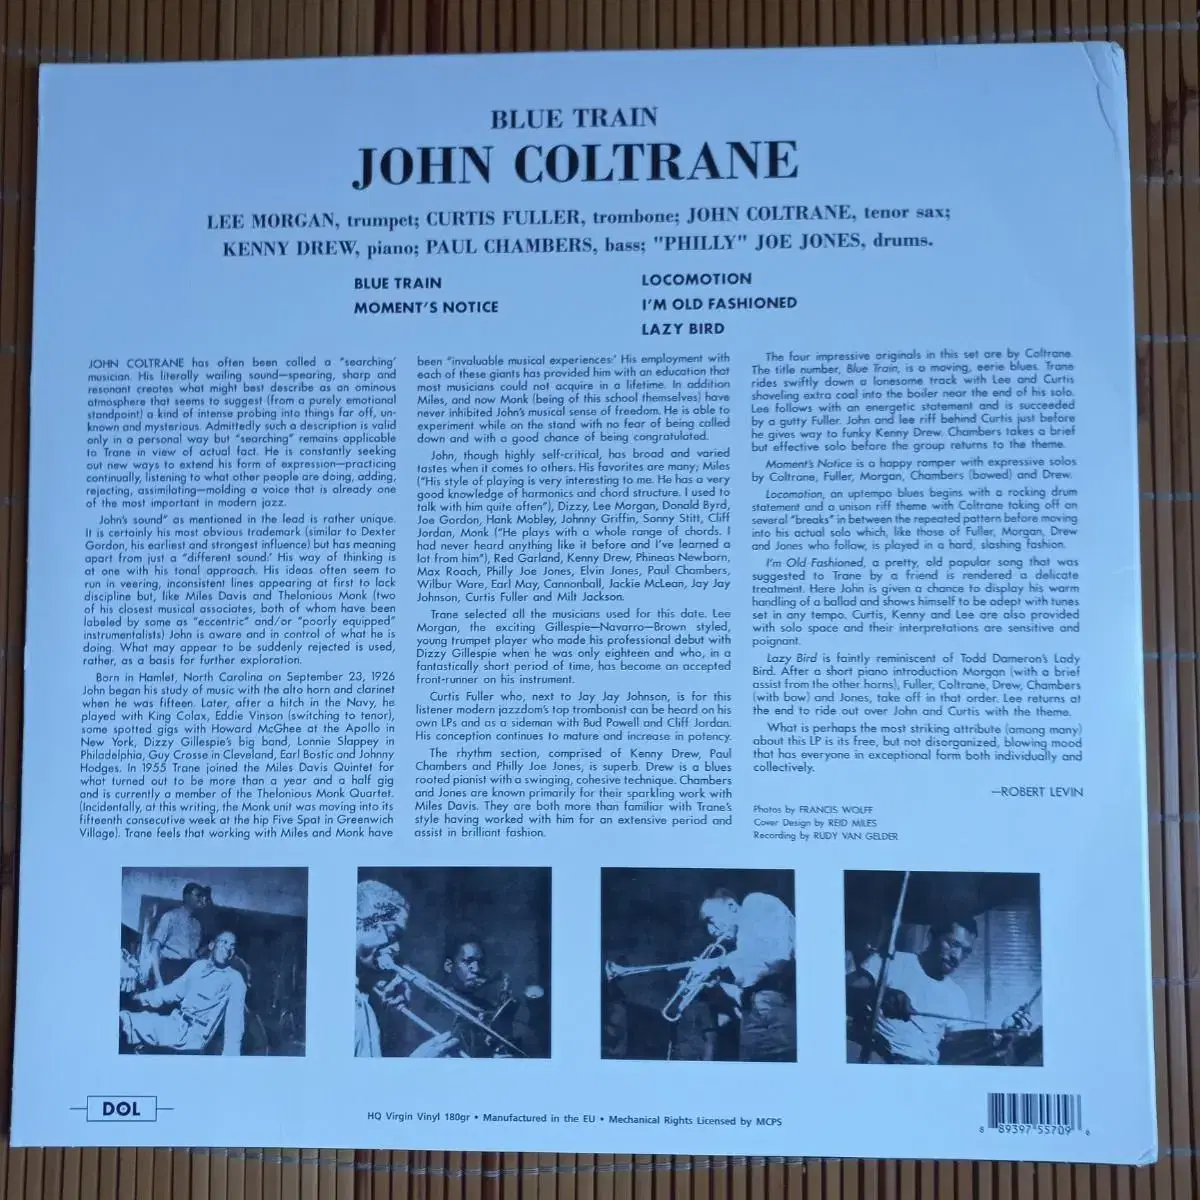 BLUE TRAIN
JOHN COLTRANE
LEE MORGAN, trumpet; CURTIS FULLER, trombone; JOHN COLTRANE, tenor sax;
KENNY DREW, piano; PAUL CHAMBERS, bass; "PHILLY" JOE JONES, drums.
BLUE TRAIN
MOMENT'S NOTICE
LOCOMOTION
I'M OLD FASHIONED
LAZY BIRD
JOHN COLTRANE has often been called a "searching'
musician. His literally wailing sound—spearing, sharp and
resonant creates what might best describe as an ominous
atmosphere that seems to suggest (from a purely emotional
standpoint) a kind of intense probing into things far off, un-
known and mysterious. Admittedly such a description is valid
only in a personal way but "searching" remains applicable
to Trane in view of actual fact. He is constantly seeking
out new ways to extend his form of expression—practicing
continually, listening to what other people are doing, adding,
rejecting, assimilating—molding a voice that is already one
of the most important in modern jazz.
John's sound" as mentioned in the lead is rather unique.
It is certainly his most obvious trademark (similar to Dexter
Gordon, his earliest and strongest influence) but has meaning
apart from just a "different sound.' His way of thinking is
at one with his tonal approach. His ideas often seem to
run in veering, inconsistent lines appearing at first to lack
discipline but, like Miles Davis and Thelonious Monk (two
of his closest musical associates, both of whom have been
labeled by some as "eccentric" and/or "poorly equipped"
instrumentalists) John is aware and in control of what he is
doing. What may appear to be suddenly rejected is used,
rather, as a basis for further exploration.
Born in Hamlet, North Carolina on September 23, 1926
John began his study of music with the alto horn and clarinet
when he was fifteen. Later, after a hitch in the Navy, he
played with King Colax, Eddie Vinson (switching to tenor),
some spotted gigs with Howard McGhee at the Apollo in
New York, Dizzy Gillespie's big band, Lonnie Slappey in
Philadelphia, Guy Crosse in Cleveland, Earl Bostic and Johnny
Hodges. In 1955 Trane joined the Miles Davis Quintet for
what turned out to be more than a year and a half gig
and is currently a member of the Thelonious Monk Quartet.
(Incidentally, at this writing, the Monk unit was moving into its
fifteenth consecutive week at the hip Five Spat in Greenwich
Village). Trane feels that working with Miles and Monk have
been "invaluable musical experiences:' His employment with
each of these giants has provided him with an education that
most musicians could not acquire in a lifetime. In addition
Miles, and now Monk (being of this school themselves) have
never inhibited John's musical sense of freedom. He is able to
experiment while on the stand with no fear of being called
down and with a good chance of being congratulated.
John, though highly self-critical, has broad and varied
tastes when it comes to others. His favorites are many; Miles
("His style of playing is very interesting to me. He has a very
good knowledge of harmonics and chord structure. I used to
talk with him quite often"), Dizzy, Lee Morgan, Donald Byrd,
Joe Gordon, Hank Mobley, Johnny Griffin, Sonny Stitt, Cliff
Jordan, Monk ("He plays with a whole range of chords. I
had never heard anything like it before and I've learned a
lot from him"), Red Garland, Kenny Drew, Phineas Newborn,
Max Roach, Philly Joe Jones, Elvin Jones, Paul Chambers,
Wilbur Ware, Earl May, Cannonball, Jackie McLean, Jay Jay
Johnson, Curtis Fuller and Milt Jackson.
Trane selected all the musicians used for this date. Lee
Morgan, the exciting Gillespie—Navarro—Brown styled,
young trumpet player who made his professional debut with
Dizzy Gillespie when he was only eighteen and who, in a
fantastically short period of time, has become an accepted
front-runner on his instrument.
Curtis Fuller who, next to Jay Jay Johnson, is for this
listener modern jazzdom's top trombonist can be heard on his
own LPs and as a sideman with Bud Powell and Cliff Jordan.
His conception continues to mature and increase in potency.
The rhythm section, comprised of Kenny Drew, Paul
Chambers and Philly Joe Jones, is superb. Drew is a blues
rooted pianist with a swinging, cohesive technique. Chambers
and Jones are known primarily for their sparkling work with
Miles Davis. They are both more than familiar with Trane's
style having worked with him for an extensive period and
assist in brilliant fashion.
The four impressive originals in this set are by Coltrane.
The title number, Blue Train, is a moving, eerie blues. Trane
rides swiftly down a lonesome track with Lee and Curtis
shoveling extra coal into the boiler near the end of his solo.
Lee follows with an energetic statement and is succeeded
by a gutty Fuller. John and lee riff behind Curtis just before
he gives way to funky Kenny Drew. Chambers takes a brief
but effective solo before the group returns to the theme.
Moment's Notice is a happy romper with expressive solos
by Coltrane, Fuller, Morgan, Chambers (bowed) and Drew.
Locomotion, an uptempo blues begins with a rocking drum
statement and a unison riff theme with Coltrane taking off on
several "breaks" in between the repeated pattern before moving
into his actual solo which, like those of Fuller, Morgan, Drew
and Jones who follow, is played in a hard, slashing fashion.
I'm Old Fashioned, a pretty, old popular song that was
suggested to Trane by a friend is rendered a delicate
treatment. Here John is given a chance to display his warm
handling of a ballad and shows himself to be adept with tunes
set in any tempo. Curtis, Kenny and Lee are also provided
with solo space and their interpretations are sensitive and
poignant.
Lazy Bird is faintly reminiscent of Todd Dameron's Lady
Bird. After a short piano introduction Morgan (with a brief
assist from the other horns), Fuller, Coltrane, Drew, Chambers
(with bow) and Jones, take off in that order. Lee returns at
the end to ride out over John and Curtis with the theme.
What is perhaps the most striking attribute (among many)
about this LP is its free, but not disorganized, blowing mood
that has everyone in exceptional form both individually and
collectively.
—ROBERT LEVIN
Photos by FRANCIS WOLFF
Cover Design by REID MILES
Recording by RUDY VAN GELDER
DOL
HQ Virgin Vinyl 180gr • Manufactured in the EU • Mechanical Rights Licensed by MCPS
8 89397 55709 6